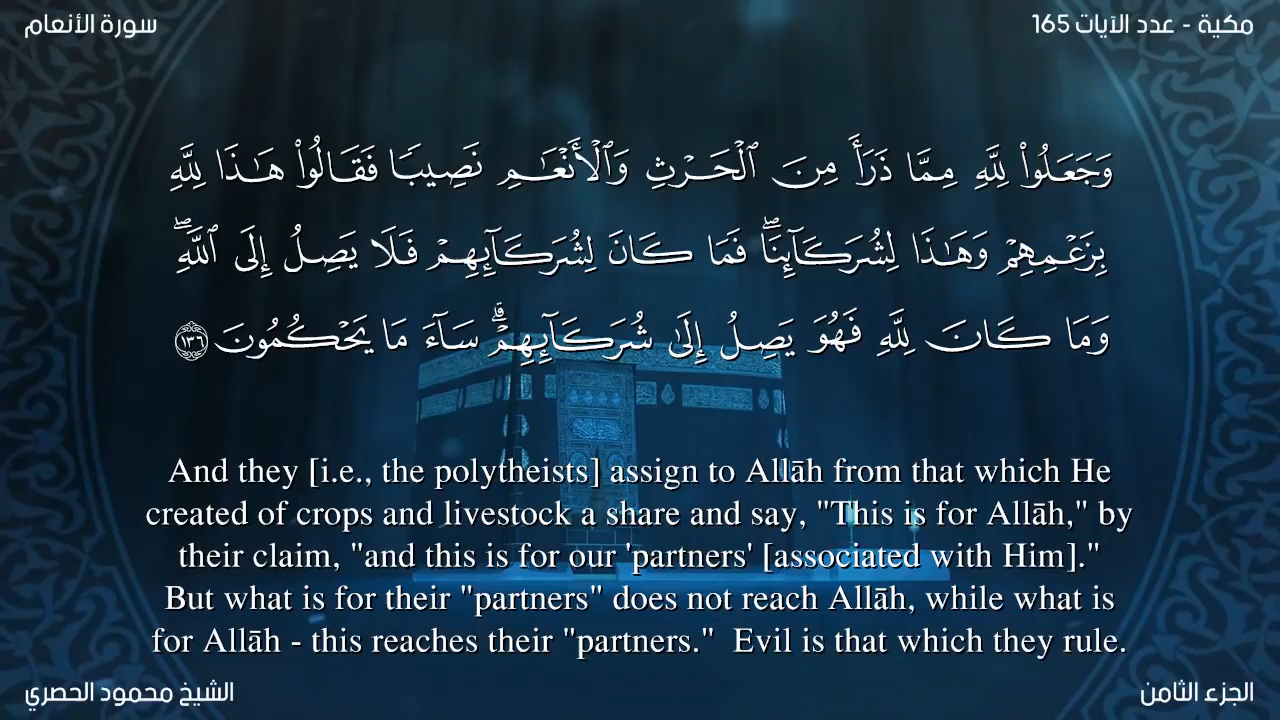 مكية - عدد الآيات 165
سورة الأنعام
وَجَعَلُوا۟ لِلَّهِ مِمَّا ذَرَأَ مِنَ ٱلْحَرْثِ وَٱلْأَنْعَـٰمِ نَصِيبًا فَقَالُوا۟ هَـٰذَا لِلَّهِ
بِزَعْمِهِمْ وَهَـٰذَا لِشُرَكَآئِنَا ۖ فَمَا كَانَ لِشُرَكَآئِهِمْ فَلَا يَصِلُ إِلَى ٱللَّهِ ۖ
وَمَا كَانَ لِلَّهِ فَهُوَ يَصِلُ إِلَىٰ شُرَكَآئِهِمْ ۗ سَآءَ مَا يَحْكُمُونَ ١٣٦
And they [i.e., the polytheists] assign to Allāh from that which He
created of crops and livestock a share and say, "This is for Allāh," by
their claim, "and this is for our 'partners' [associated with Him]."
But what is for their "partners" does not reach Allāh, while what is
for Allāh - this reaches their "partners." Evil is that which they rule.
الجزء الثامن
الشيخ محمود الحصري